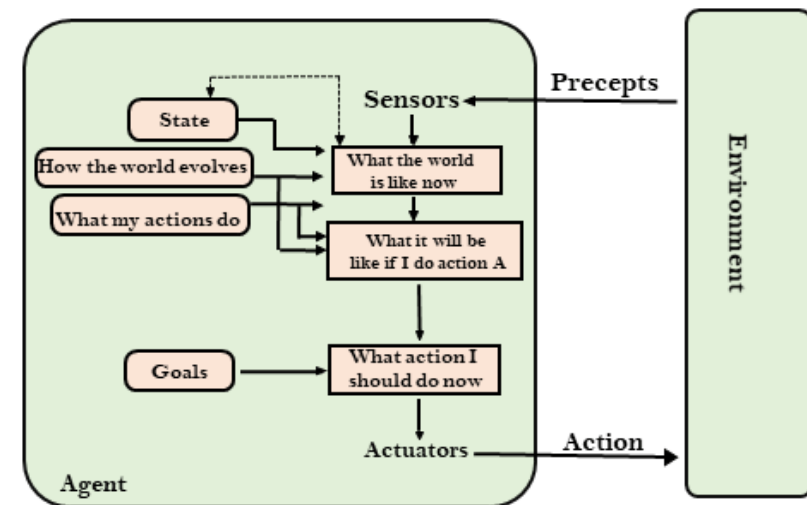 Precepts
Sensors
State
How the world evolves
What the world
is like now
What my actions do
What it will be
like if I do action A
Environment
Goals
What action I
should do now
Actuators
Action
Agent